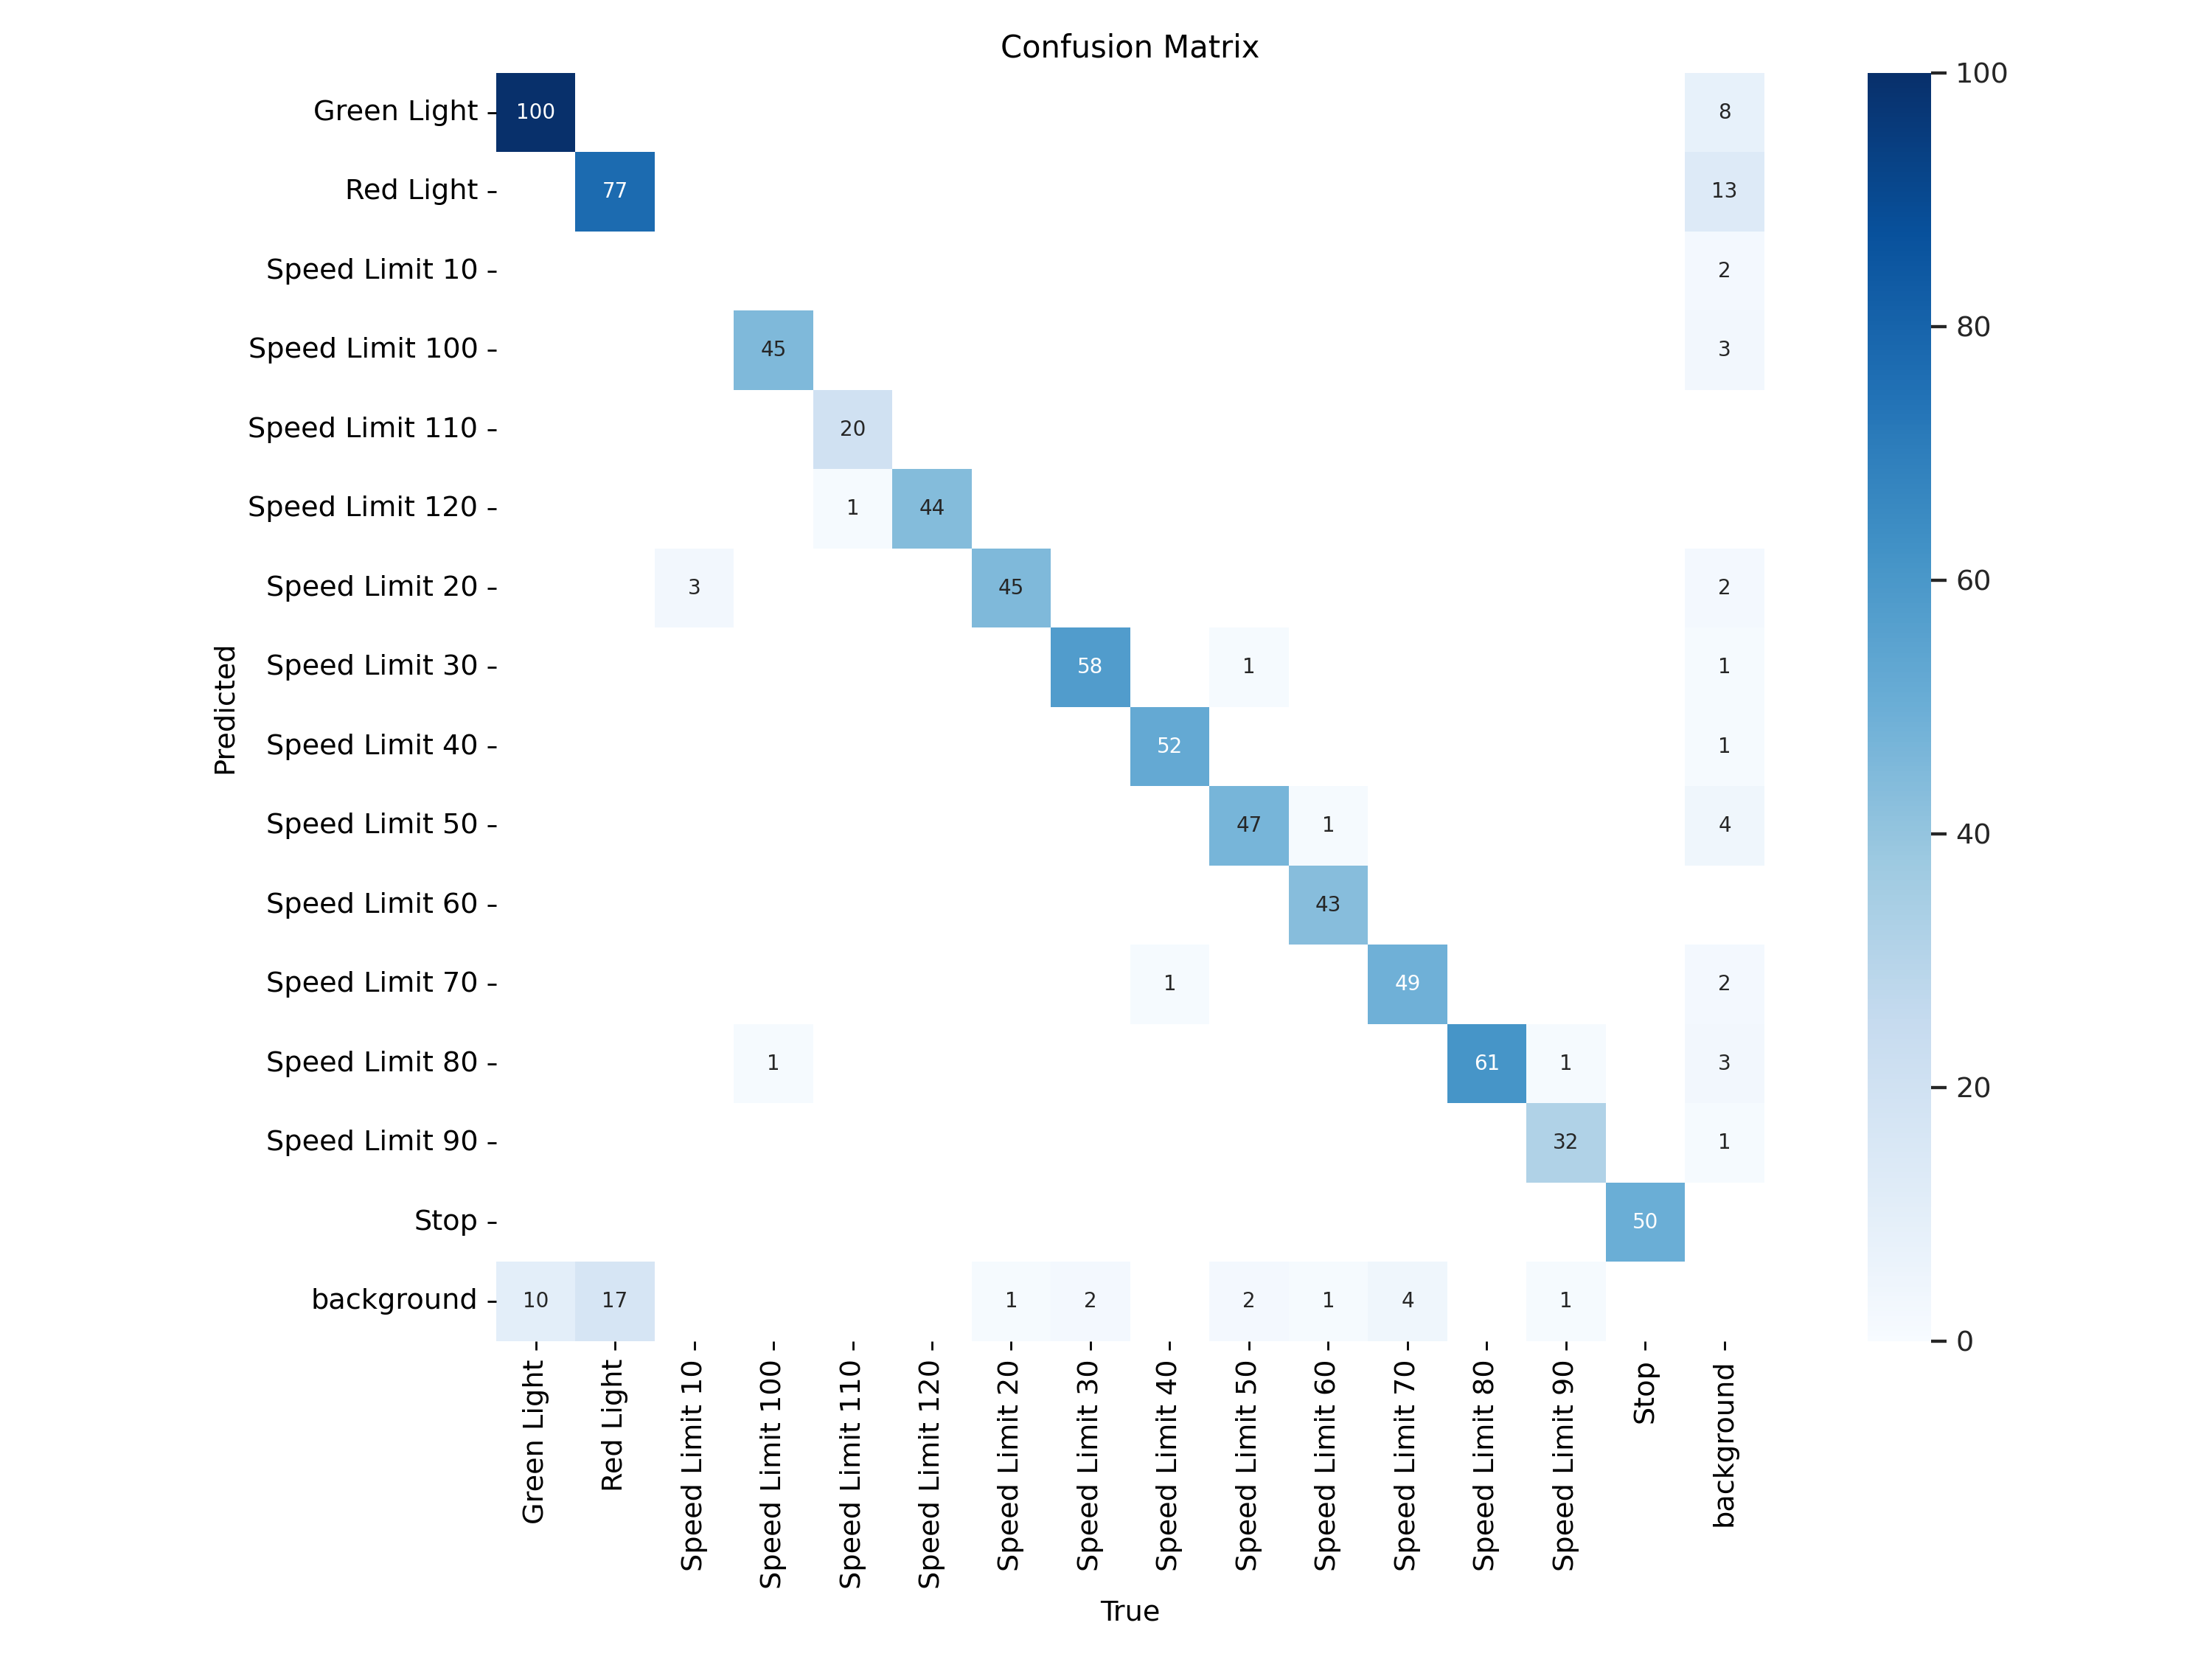 Confusion Matrix
Green Light 100 8
Red Light 77 13
Speed Limit 10 2
Speed Limit 100 45 3
Speed Limit 110 20
Speed Limit 120 1 44
Speed Limit 20 3 45 2
Speed Limit 30 58 1 1
Speed Limit 40 52 1
Speed Limit 50 47 1 4
Speed Limit 60 43
Speed Limit 70 1 49 2
Speed Limit 80 1 61 1 3
Speed Limit 90 32 1
Stop 50
background 10 17 1 2 2 1 4 1
Predicted
Green Light
Red Light
Speed Limit 10
Speed Limit 100
Speed Limit 110
Speed Limit 120
Speed Limit 20
Speed Limit 30
Speed Limit 40
Speed Limit 50
Speed Limit 60
Speed Limit 70
Speed Limit 80
Speed Limit 90
Stop
background
True
100
80
60
40
20
0